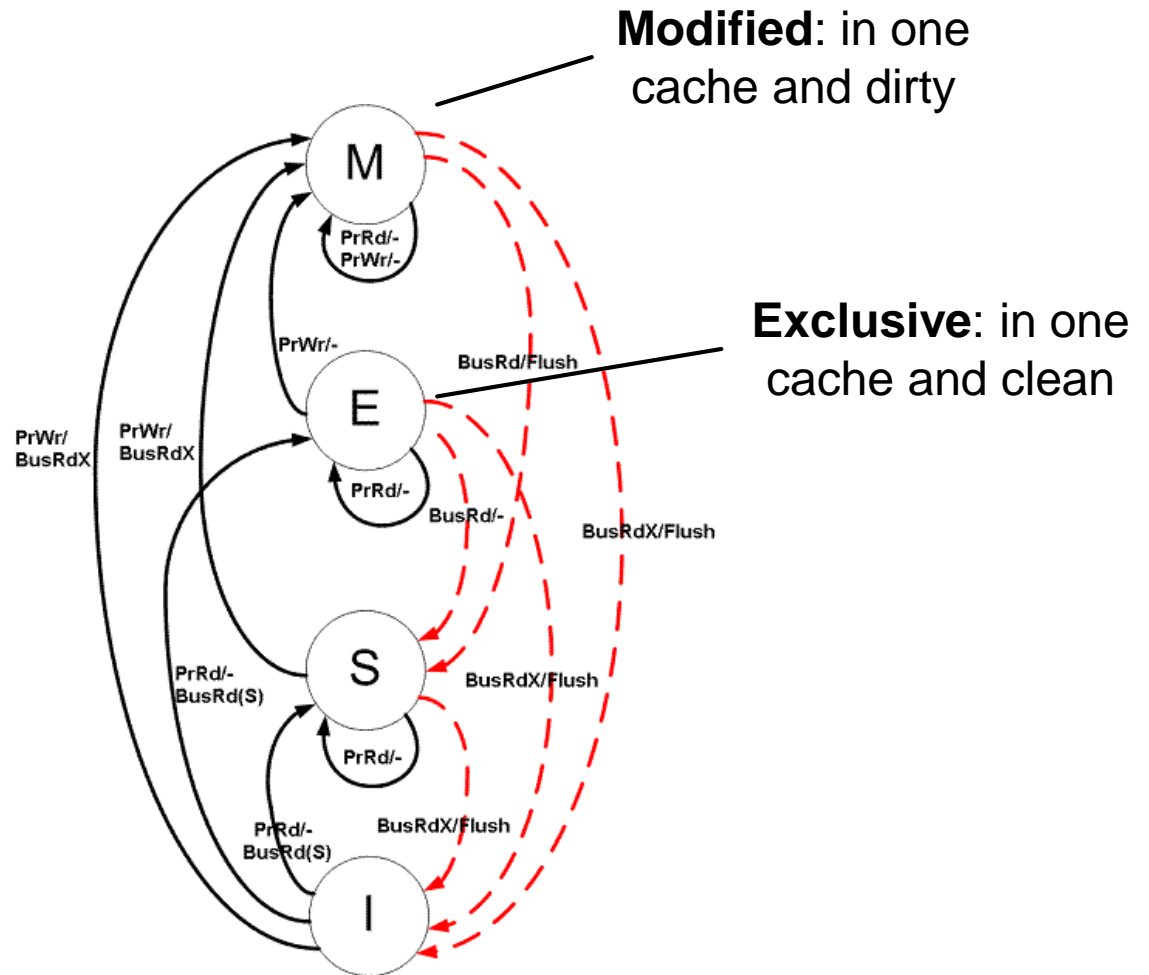 Modified: in one
cache and dirty
M
PrRd/-
PrWr/-
PrWr/-
BusRd/Flush
Exclusive: in one
cache and clean
E
PrWr/
BusRdX
PrWr/
BusRdX
PrRd/-
BusRd/-
BusRdX/Flush
S
PrRd/-
BusRd(S)
BusRdX/Flush
PrRd/-
PrRd/-
BusRd(S)
BusRdX/Flush
I